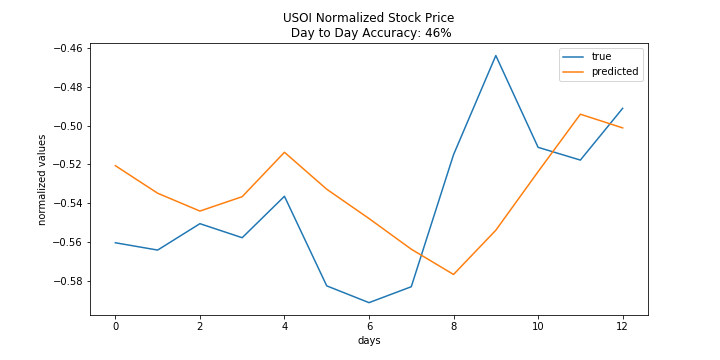 USOI Normalized Stock Price
Day to Day Accuracy: 46%
true
predicted
normalized values
−0.46
−0.48
−0.50
−0.52
−0.54
−0.56
−0.58
0 2 4 6 8 10 12
days